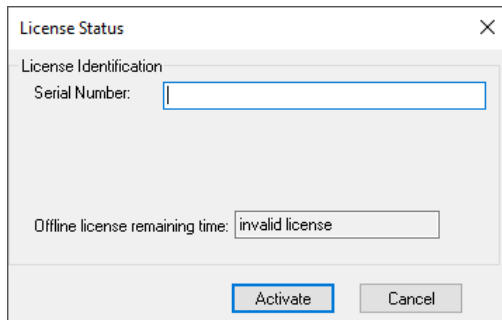 License Status
License Identification
Serial Number:
Offline license remaining time: invalid license
Activate Cancel